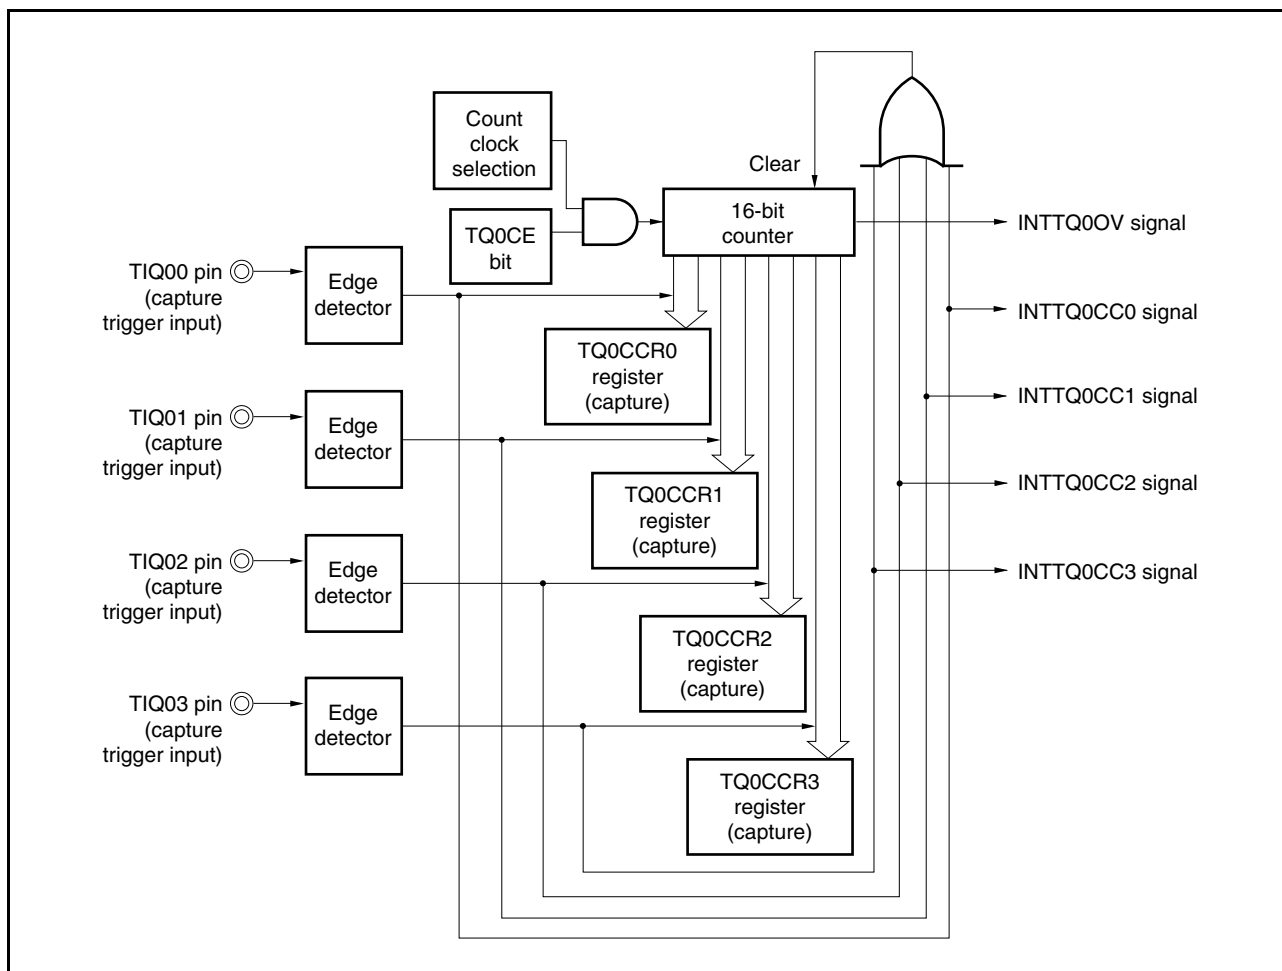 Count
clock
selection
Clear
TQ0CE
bit
16-bit
counter
INTTQ0OV signal
TIQ00 pin
(capture
trigger input)
Edge
detector
INTTQ0CC0 signal
TQ0CCR0
register
(capture)
TIQ01 pin
(capture
trigger input)
Edge
detector
INTTQ0CC1 signal
TQ0CCR1
register
(capture)
INTTQ0CC2 signal
TIQ02 pin
(capture
trigger input)
Edge
detector
INTTQ0CC3 signal
TQ0CCR2
register
(capture)
TIQ03 pin
(capture
trigger input)
Edge
detector
TQ0CCR3
register
(capture)